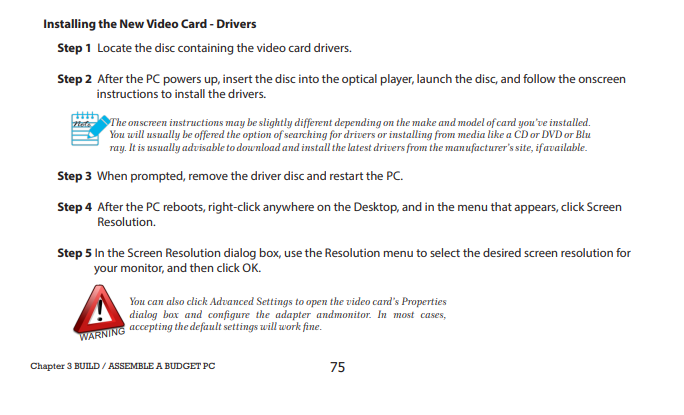 Installing the New Video Card - Drivers
Step 1 Locate the disc containing the video card drivers.
Step 2 After the PC powers up, insert the disc into the optical player, launch the disc, and follow the onscreen
instructions to install the drivers.
Note
The onscreen instructions may be slightly different depending on the make and model of card you've installed.
You will usually be offered the option of searching for drivers or installing from media like a CD or DVD or Blu
ray. It is usually advisable to download and install the latest drivers from the manufacturer's site, if available.
Step 3 When prompted, remove the driver disc and restart the PC.
Step 4 After the PC reboots, right-click anywhere on the Desktop, and in the menu that appears, click Screen
Resolution.
Step 5 In the Screen Resolution dialog box, use the Resolution menu to select the desired screen resolution for
your monitor, and then click OK.
You can also click Advanced Settings to open the video card's Properties
dialog box and configure the adapter andmonitor. In most cases,
accepting the default settings will work fine.
WARNING
Chapter 3 BUILD / ASSEMBLE A BUDGET PC
75